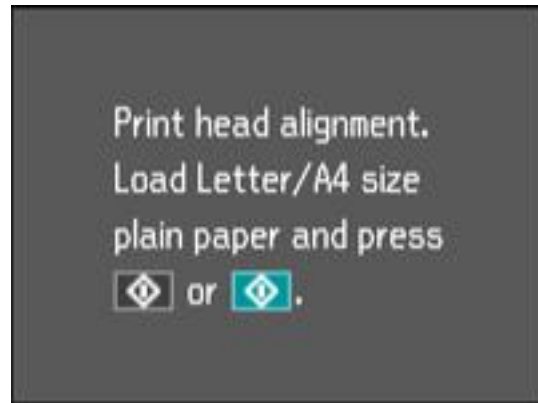 Print head alignment.
Load Letter/A4 size
plain paper and press
or .